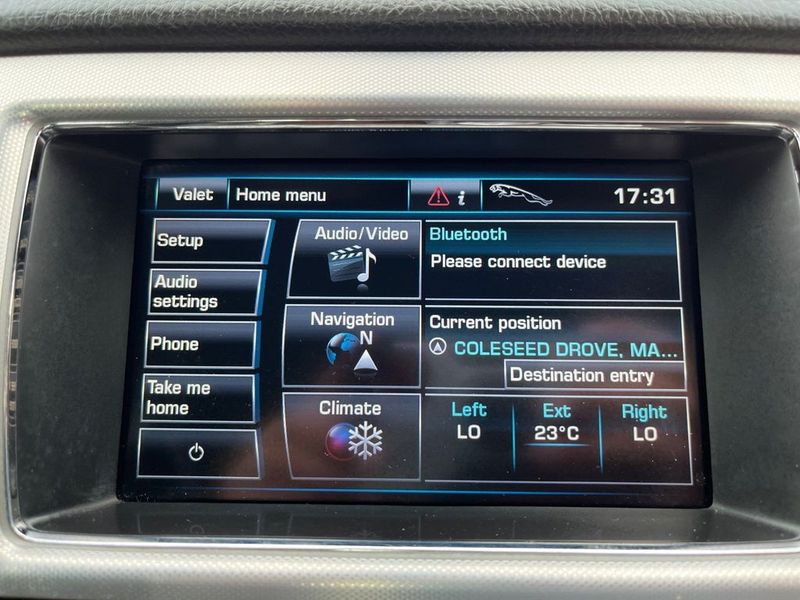 Valet
Home menu
i
17:31
Setup
Audio
settings
Phone
Take me
home
Audio/Video
Navigation
N
Climate
Bluetooth
Please connect device
Current position
COLESEED DROVE, MA...
Destination entry
Left
LO
Ext
23°C
Right
LO